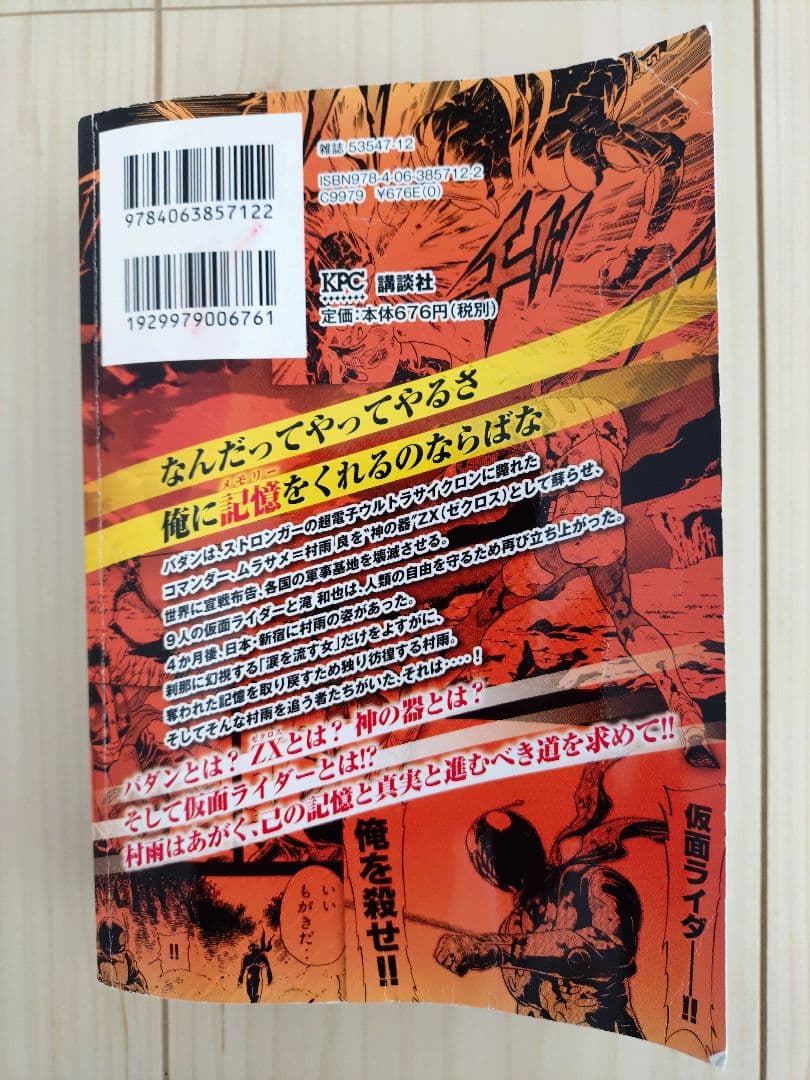 9784063857122
1929979006761
雑誌 53547-12
ISBN978-4-06-385712-2
C9979 ¥676E(0)
KPC 講談社
定価:本体676円(税別)
なんだってやってやるさ
俺に記憶をくれるのならばな
メモリー
バダンは、ストロンガーの超電子ウルトラサイクロンに斃れた
コマンダー、ムラサメ=村雨 良を"神の器"ZX(ゼクロス)として蘇らせ、
世界に宣戦布告、各国の軍事基地を壊滅させる。
9人の仮面ライダーと滝 和也は、人類の自由を守るため再び立ち上がった。
4か月後、日本・新宿に村雨の姿があった。
刹那に幻視する「涙を流す女」だけをよすがに、
奪われた記憶を取り戻すため独り彷徨する村雨。
そしてそんな村雨を追う者たちがいた、それは‥‥!
バダンとは? ZXとは? 神の器とは?
ゼクロス
そして仮面ライダーとは!?
村雨はあがく、己の記憶と真実と進むべき道を求めて!!
仮面ライダー!!
俺を殺せ!!
いい
もがきだ‥
!!